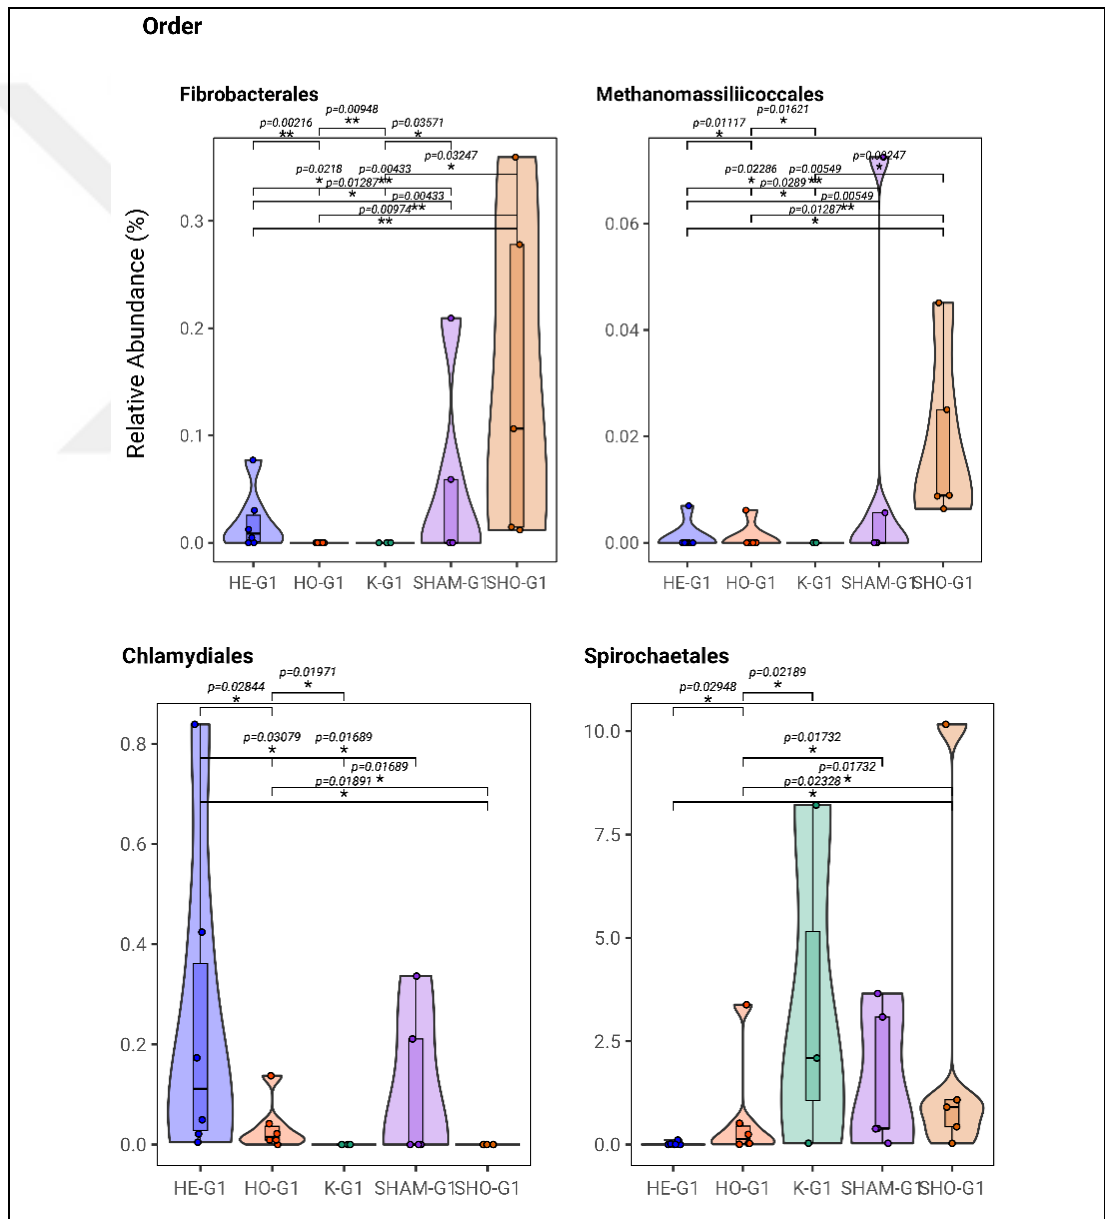 Order
Fibrobacterales
Methanomassiliicoccales
p=0.00948
**
p=0.01621
*
p=0.00216
**
p=0.03571
*
p=0.01117
*
p=0.03247
*
p=0.0218
*
p=0.00433
**
p=0.02286
*
p=0.00549
**
p=0.01287
*
p=0.0289
*
p=0.00433
**
p=0.00549
**
p=0.00974
**
p=0.01287
*
Relative Abundance (%)
0.3
0.2
0.1
0.0
0.06
0.04
0.02
0.00
HE-G1 HO-G1 K-G1 SHAM-G1 SHO-G1
HE-G1 HO-G1 K-G1 SHAM-G1 SHO-G1
Chlamydiales
Spirochaetales
p=0.01971
*
p=0.02189
*
p=0.02844
*
p=0.02948
*
p=0.03079
*
p=0.01689
*
p=0.01732
*
p=0.01689
*
p=0.01732
*
p=0.01891
*
p=0.02328
*
0.8
0.6
0.4
0.2
0.0
10.0
7.5
5.0
2.5
0.0
HE-G1 HO-G1 K-G1 SHAM-G1 SHO-G1
HE-G1 HO-G1 K-G1 SHAM-G1 SHO-G1